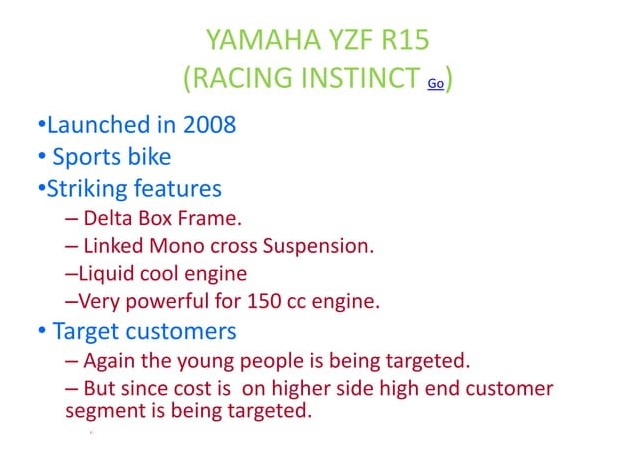 YAMAHA YZF R15
(RACING INSTINCT Go)
•Launched in 2008
• Sports bike
•Striking features
– Delta Box Frame.
– Linked Mono cross Suspension.
–Liquid cool engine
–Very powerful for 150 cc engine.
• Target customers
– Again the young people is being targeted.
– But since cost is  on higher side high end customer
segment is being targeted.